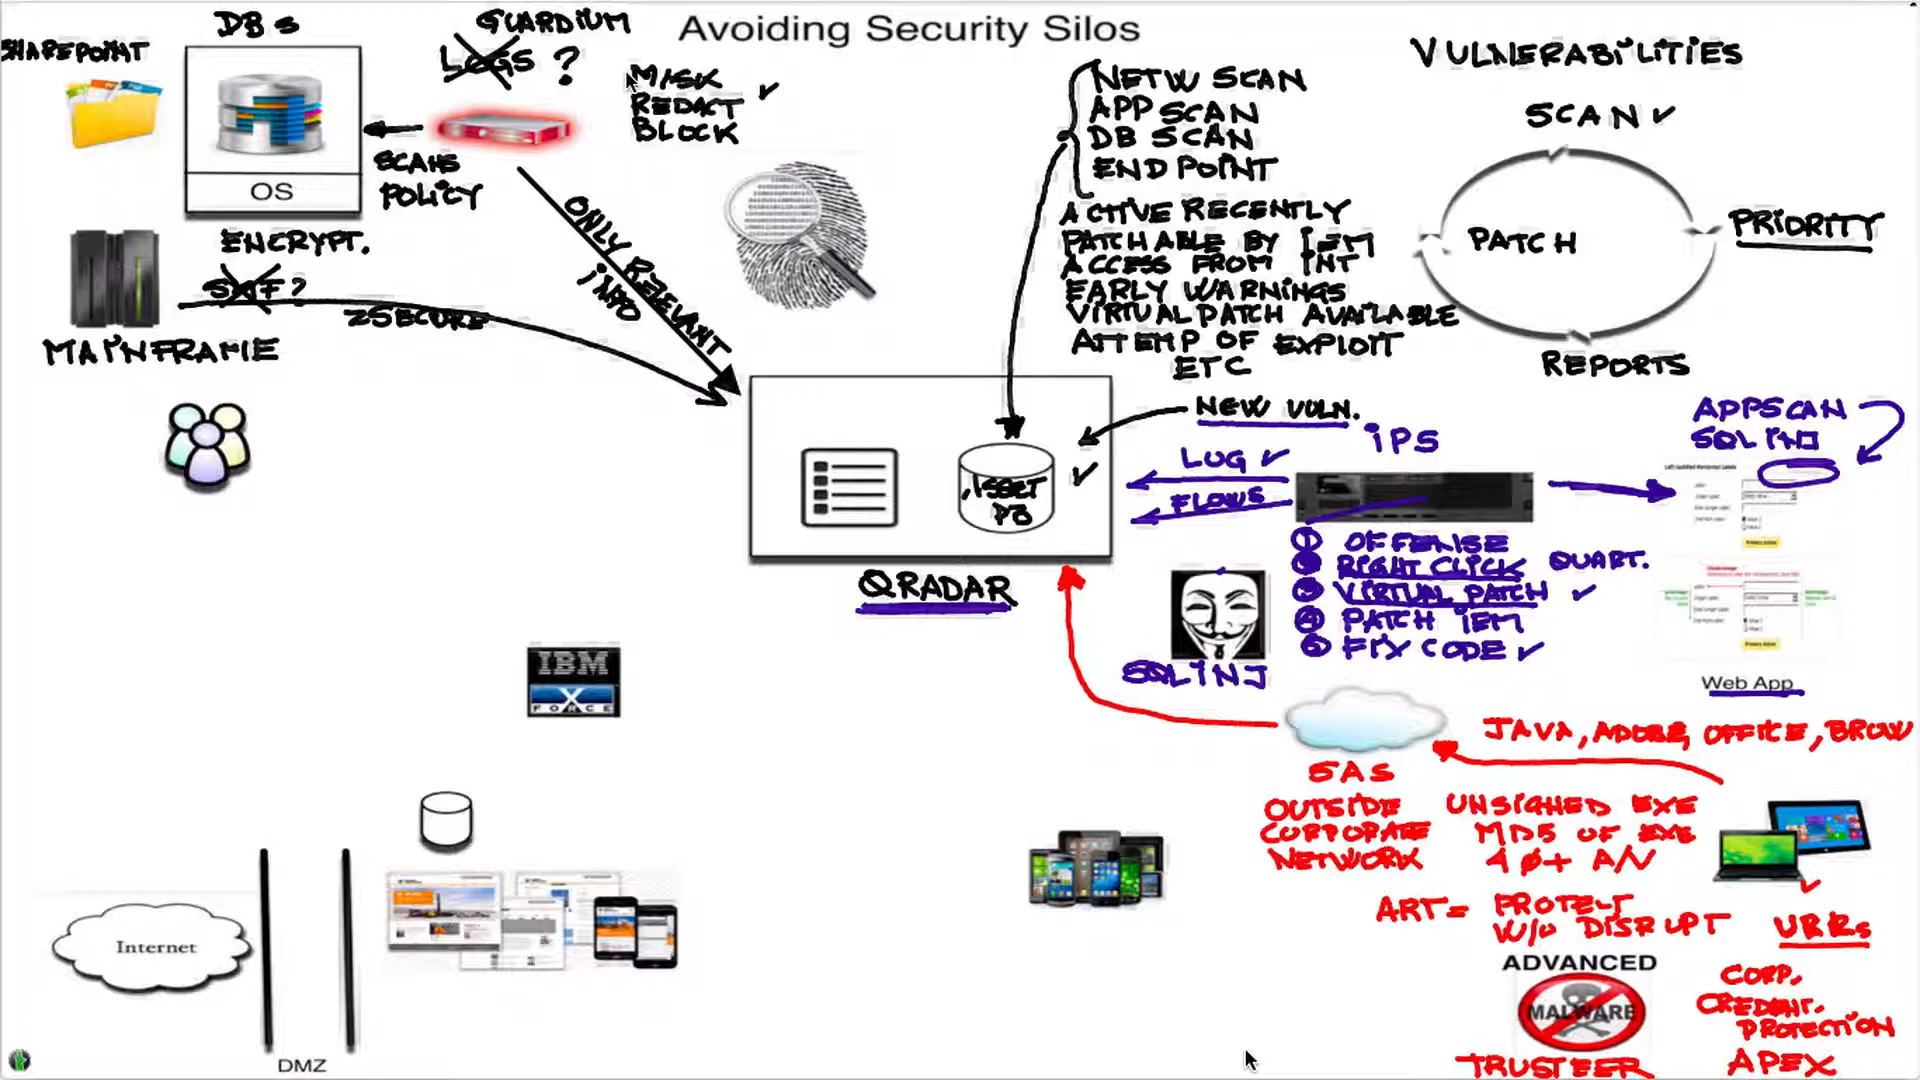 Avoiding Security Silos
SHAREPOINT
DBs
GUARDIUM
LOGS ?
MASK
REDACT
BLOCK
SCANS
POLICY
OS
ENCRYPT.
SMF?
ZSECURE
MAINFRAME
ONLY RELEVANT
INFO
NETW SCAN
APP SCAN
DB SCAN
END POINT
ACTIVE RECENTLY
PATCHABLE BY IEM
ACCESS FROM INT
EARLY WARNINGS
VIRTUAL PATCH AVAILABLE
ATTEMP OF EXPLOIT
ETC
VULNERABILITIES
SCAN
PATCH
PRIORITY
REPORTS
NEW VULN.
ASSET
DB
QRADAR
LOG
FLOWS
IPS
APPSCAN
SQL INJ
1 OFFENSE
2 RIGHT CLICK QUART.
3 VIRTUAL PATCH
4 PATCH IEM
5 FIX CODE
SQL INJ
Web App
IBM
X
FORCE
JAVA, ADOBE, OFFICE, BROW
SAS
OUTSIDE
CORPORATE
NETWORK
UNSIGNED EXE
MD5 OF EXE
40+ A/V
ART = PROTECT
W/O DISRUPT
URLs
ADVANCED
MALWARE
TRUSTEER
CORP.
CREDENT.
PROTECTION
APEX
Internet
DMZ